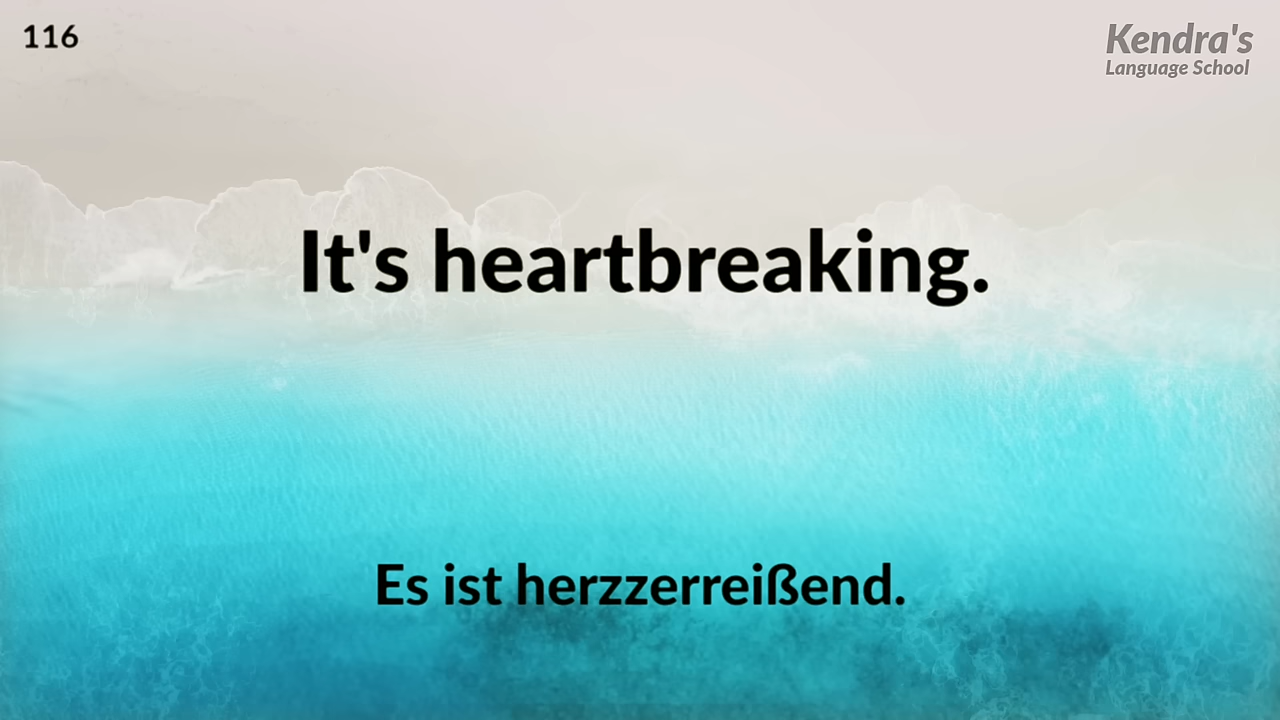 116
Kendra's
Language School
It's heartbreaking.
Es ist herzzerreißend.